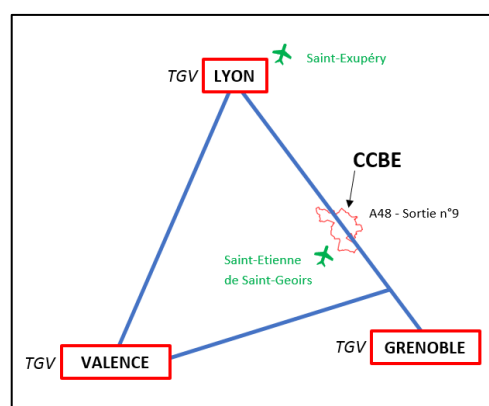 Saint-Exupéry
TGV LYON
CCBE
A48 - Sortie n°9
Saint-Etienne
de Saint-Geoirs
TGV VALENCE
TGV GRENOBLE